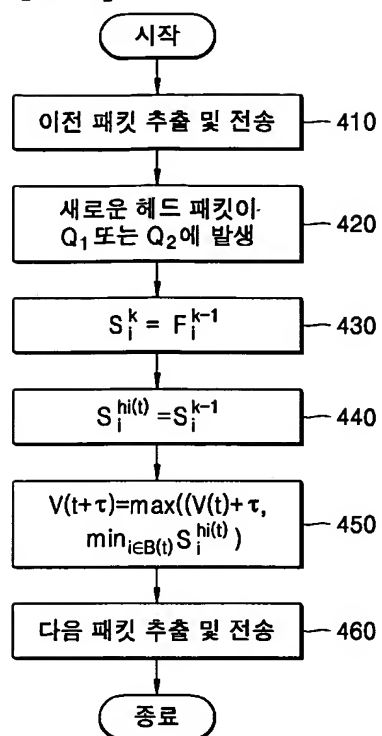 시작
이전 패킷 추출 및 전송
410
새로운 헤드 패킷이
Q₁ 또는 Q₂에 발생
420
Sᵢᵏ = Fᵢᵏ⁻¹
430
Sᵢʰⁱ⁽ᵗ⁾ = Sᵢᵏ⁻¹
440
V(t+τ)=max((V(t)+τ,
minᵢ∈B(t) Sᵢʰⁱ⁽ᵗ⁾)
450
다음 패킷 추출 및 전송
460
종료